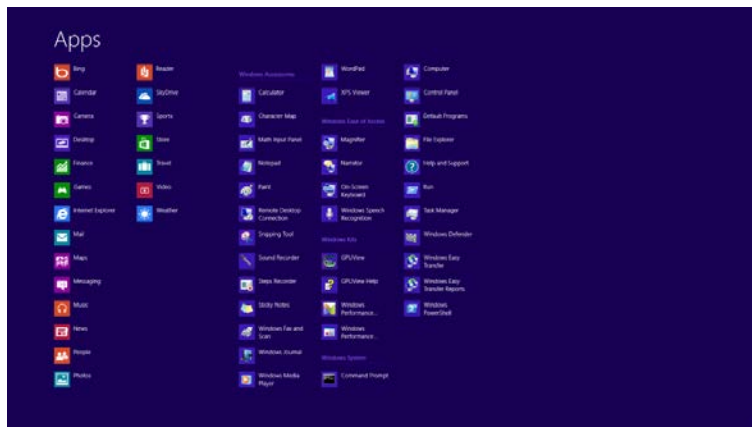 Apps
Bing
Calendar
Camera
Desktop
Finance
Games
Internet Explorer
Mail
Maps
Messaging
Music
News
People
Photos
Reader
SkyDrive
Sports
Store
Travel
Video
Weather
Windows Accessories
Calculator
Character Map
Math Input Panel
Notepad
Paint
Remote Desktop
Connection
Snipping Tool
Sound Recorder
Steps Recorder
Sticky Notes
Windows Fax and
Scan
Windows Journal
Windows Media
Player
WordPad
XPS Viewer
Windows Ease of Access
Magnifier
Narrator
On-Screen
Keyboard
Windows Speech
Recognition
Windows Kits
GPUView
GPUView Help
Windows
Performance...
Windows
Performance...
Windows System
Command Prompt
Computer
Control Panel
Default Programs
File Explorer
Help and Support
Run
Task Manager
Windows Defender
Windows Easy
Transfer
Windows Easy
Transfer Reports
Windows
PowerShell